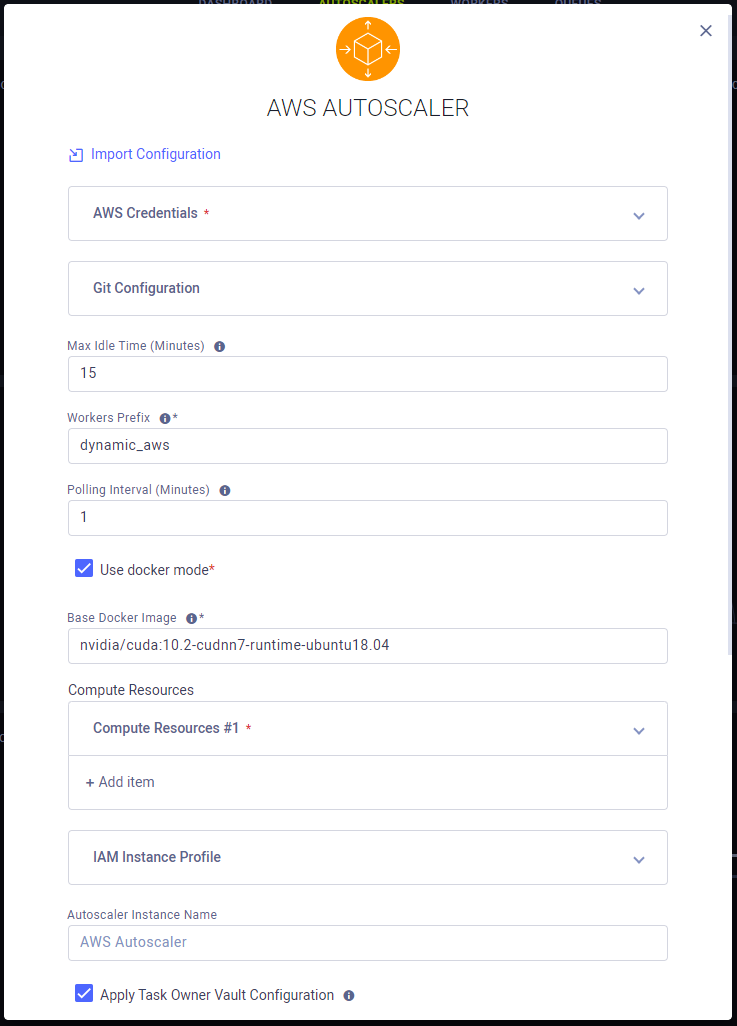 DASHBOARD AUTOSCALERS WORKERS QUEUES
AWS AUTOSCALER
Import Configuration
AWS Credentials *
Git Configuration
Max Idle Time (Minutes)
15
Workers Prefix *
dynamic_aws
Polling Interval (Minutes)
1
Use docker mode*
Base Docker Image *
nvidia/cuda:10.2-cudnn7-runtime-ubuntu18.04
Compute Resources
Compute Resources #1 *
+ Add item
IAM Instance Profile
Autoscaler Instance Name
AWS Autoscaler
Apply Task Owner Vault Configuration